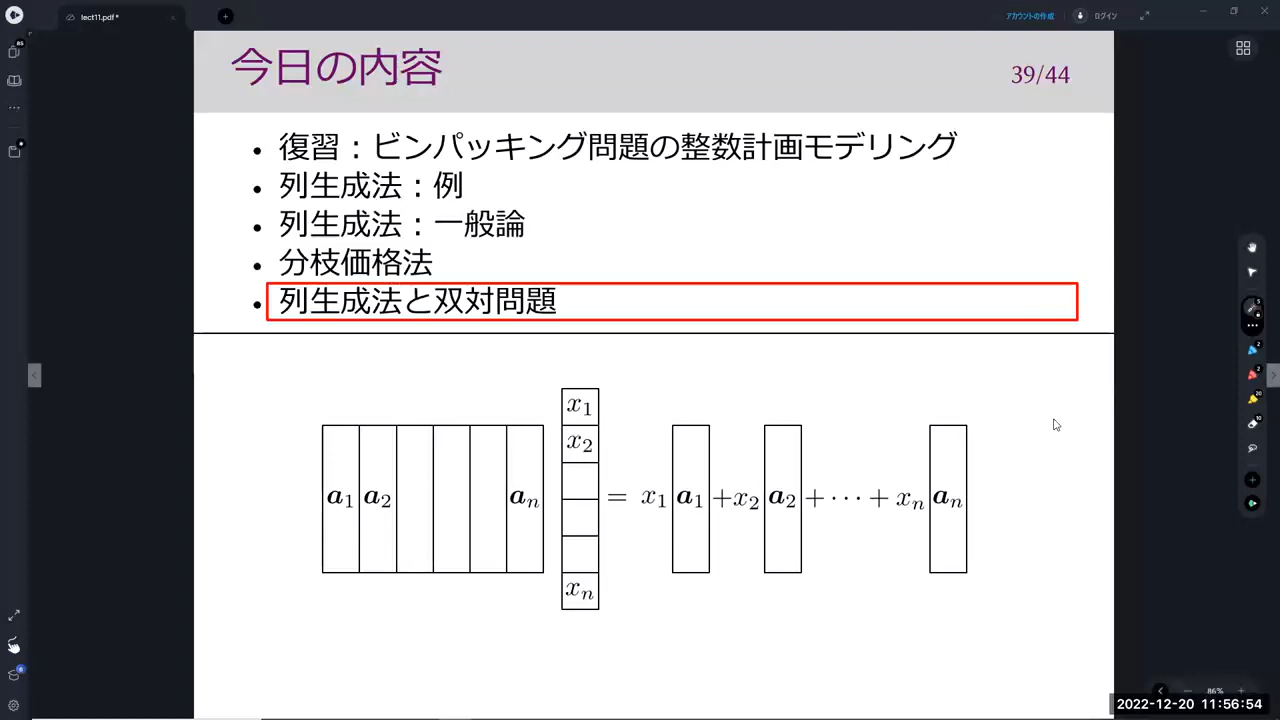 lect11.pdf*
アカウントの作成
ログイン
今日の内容
39/44
• 復習：ビンパッキング問題の整数計画モデリング
• 列生成法：例
• 列生成法：一般論
• 分枝価格法
• 列生成法と双対問題
a₁ a₂ aₙ x₁ x₂ xₙ = x₁ a₁ +x₂ a₂ + ··· + xₙ aₙ
86%
2022-12-20 11:56:54